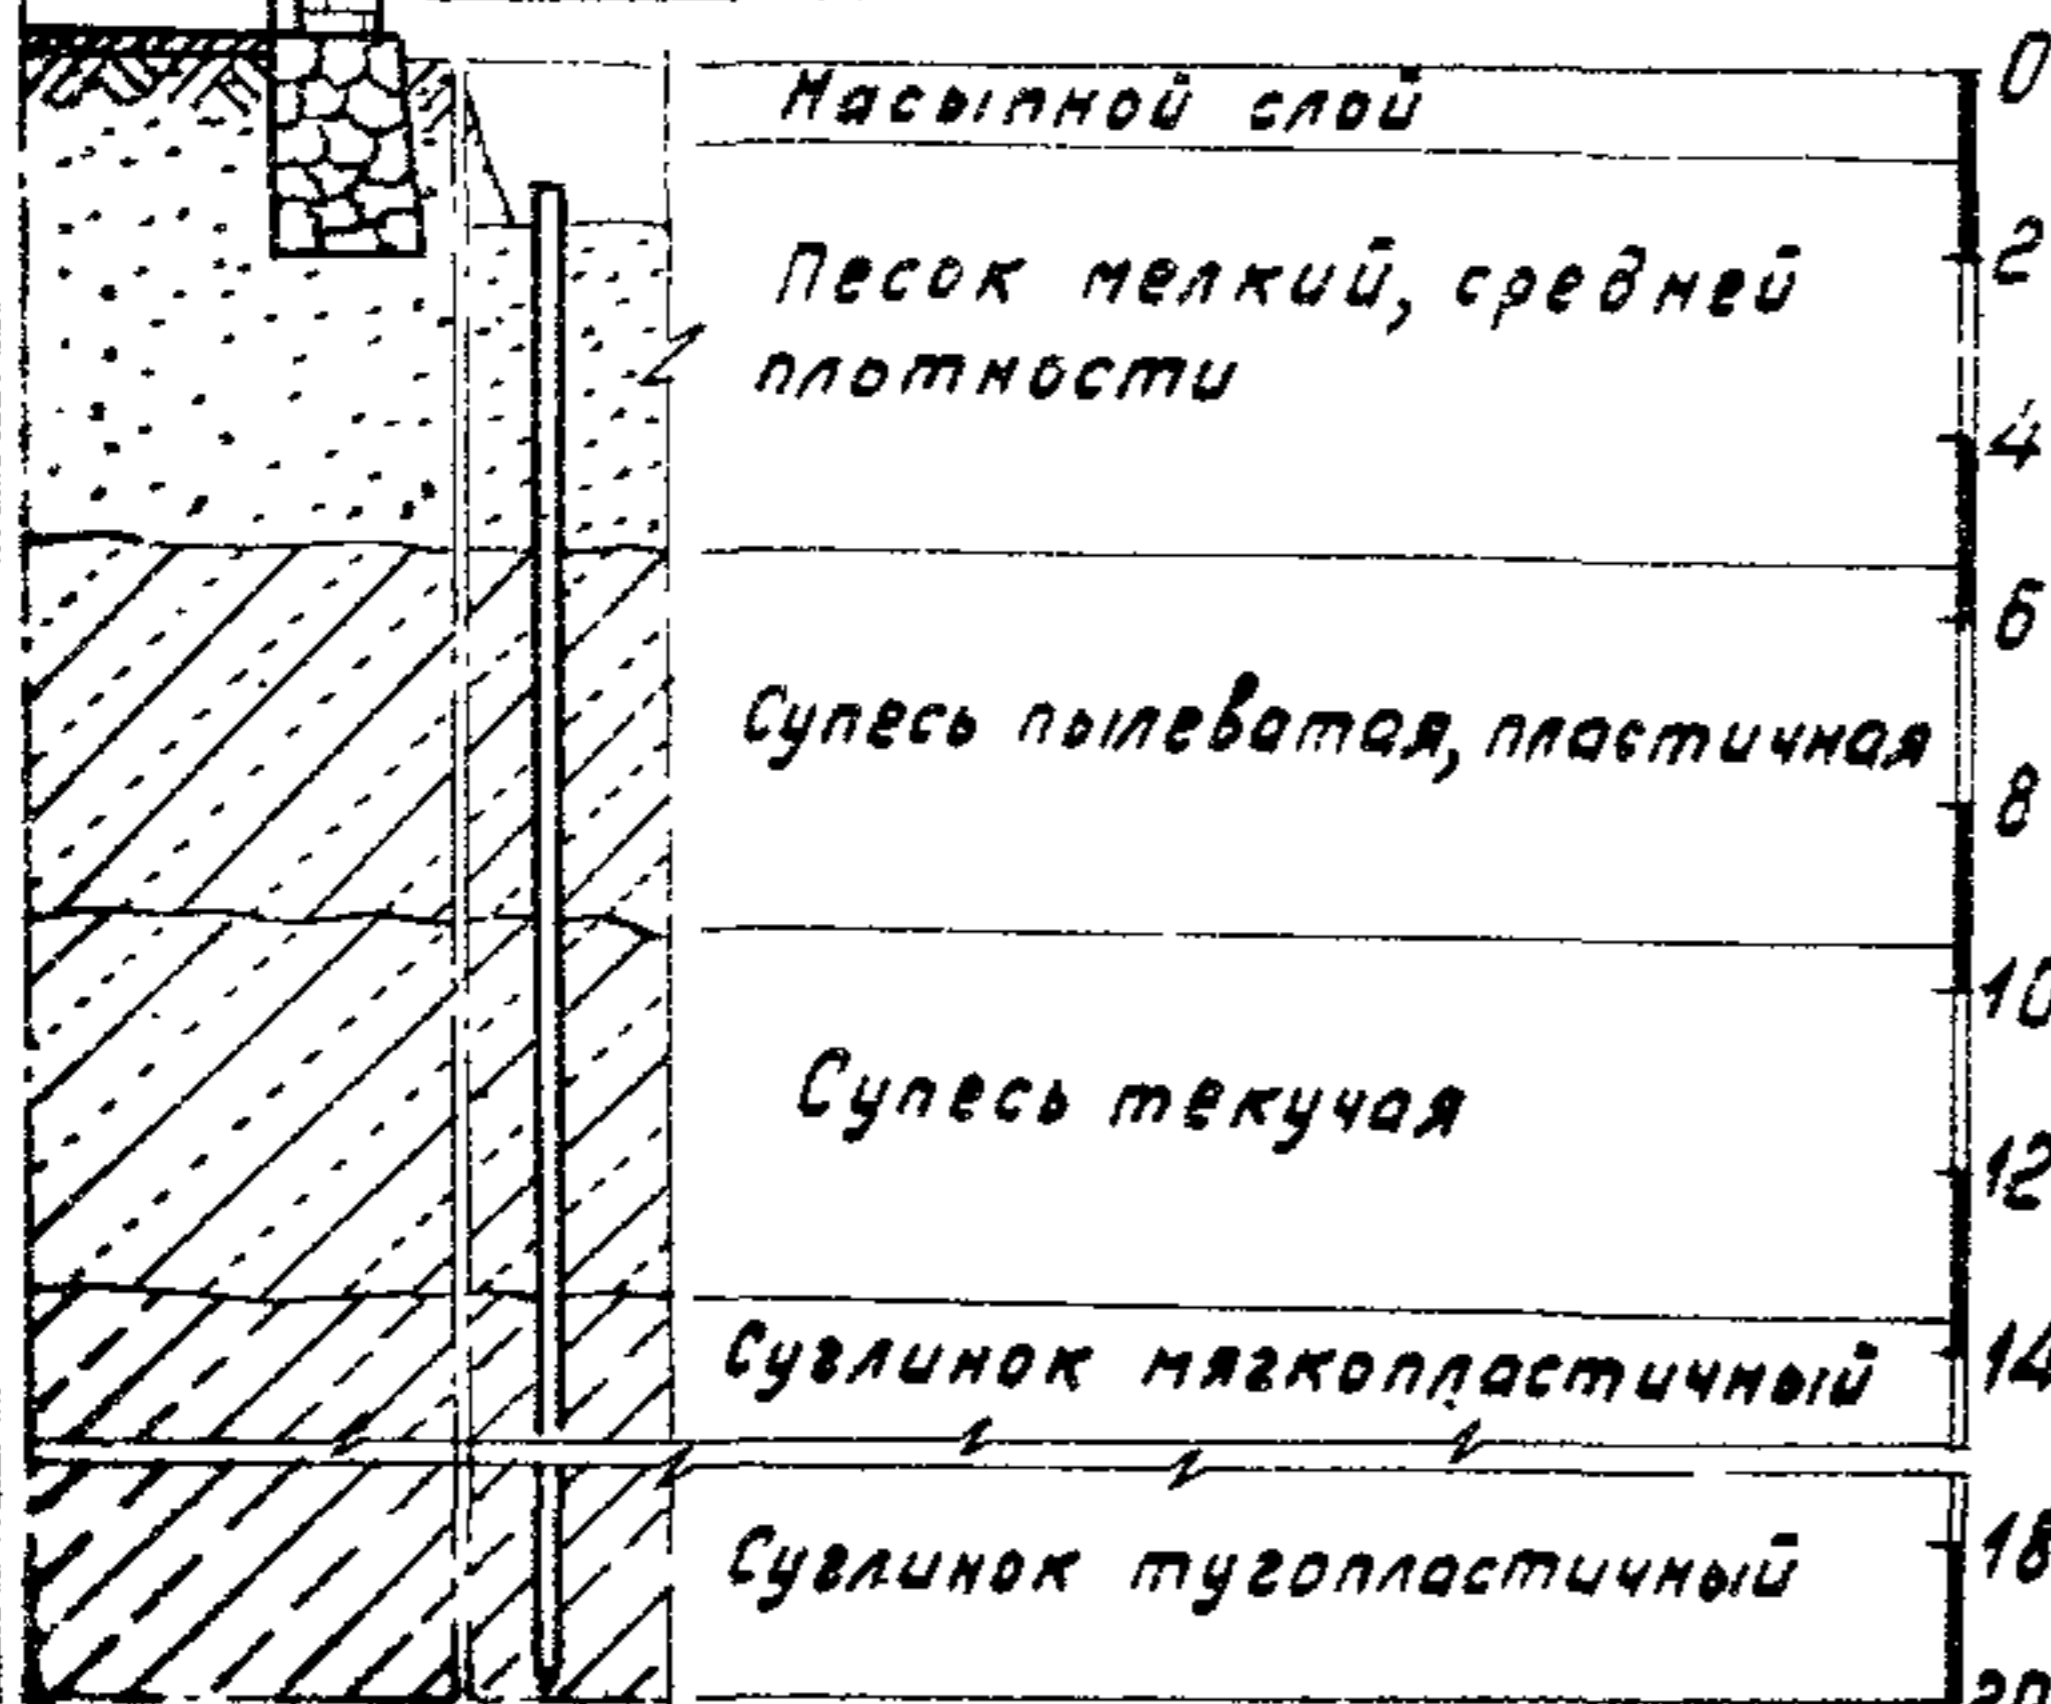 Насыпной слой
0
2
Песок мелкий, средней
плотности
4
6
Супесь пылеватая, пластичная
8
10
Супесь текучая
12
Суглинок мягкопластичный
14
Суглинок тугопластичный
18
20